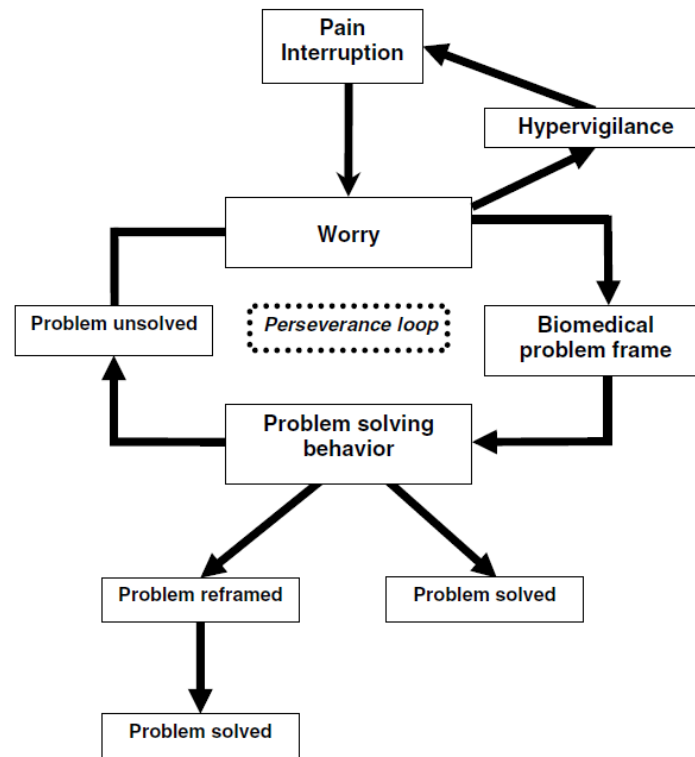 Pain
Interruption
Hypervigilance
Worry
Problem unsolved
Perseverance loop
Biomedical
problem frame
Problem solving
behavior
Problem reframed
Problem solved
Problem solved